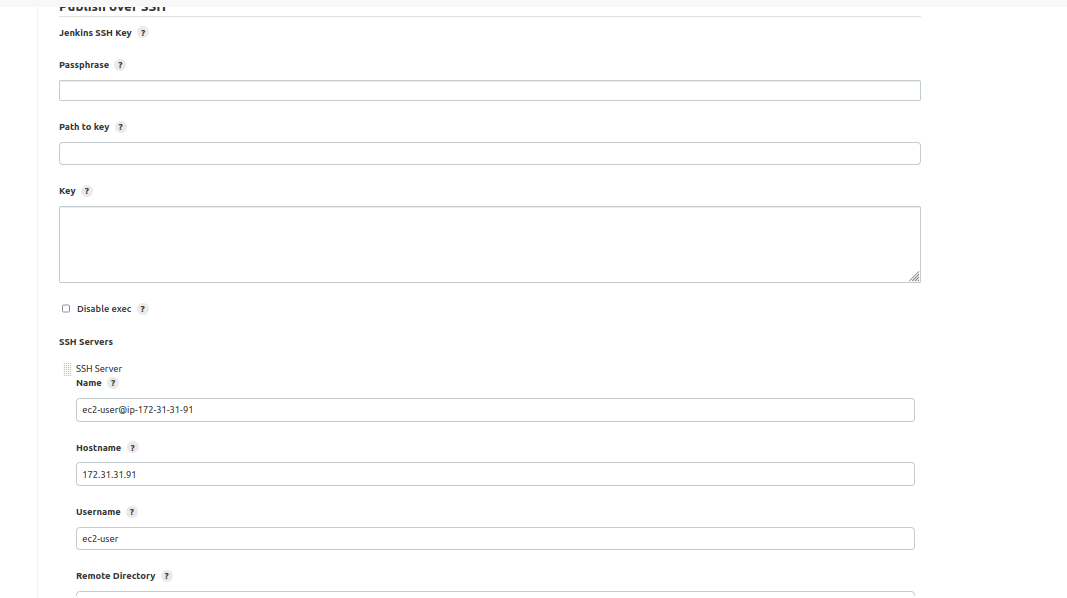 Publish over SSH
Jenkins SSH Key ?
Passphrase ?
Path to key ?
Key ?
Disable exec ?
SSH Servers
SSH Server
Name ?
ec2-user@ip-172-31-31-91
Hostname ?
172.31.31.91
Username ?
ec2-user
Remote Directory ?